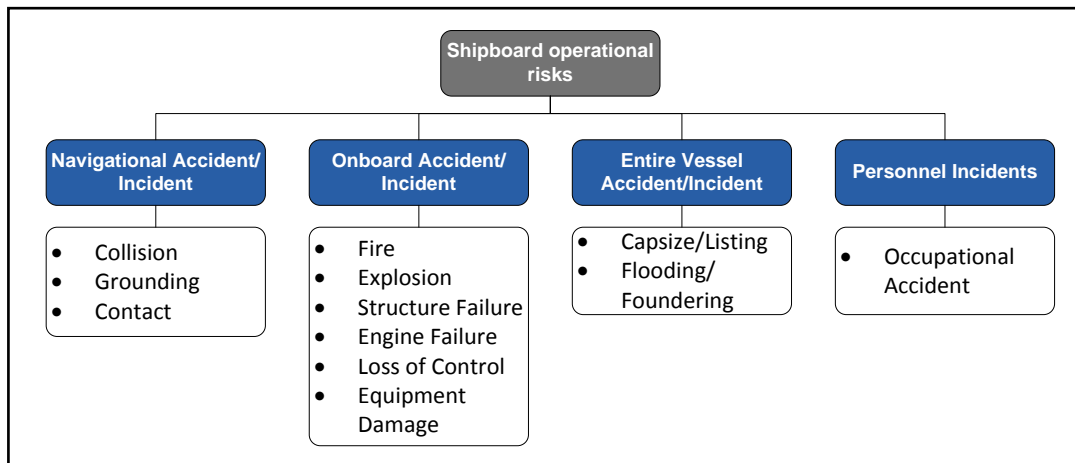 Shipboard operational
risks
Navigational Accident/
Incident
• Collision
• Grounding
• Contact
Onboard Accident/
Incident
• Fire
• Explosion
• Structure Failure
• Engine Failure
• Loss of Control
• Equipment
Damage
Entire Vessel
Accident/Incident
• Capsize/Listing
• Flooding/
Foundering
Personnel Incidents
• Occupational
Accident